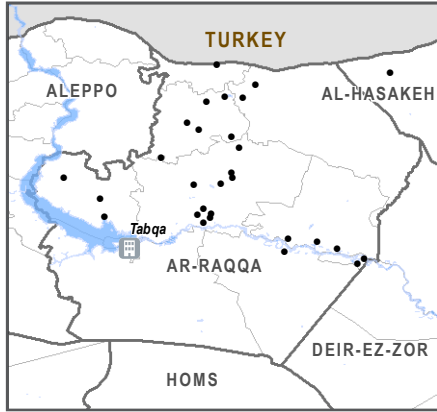 TURKEY
ALEPPO
AL-HASAKEH
Tabqa
AR-RAQQA
DEIR-EZ-ZOR
HOMS